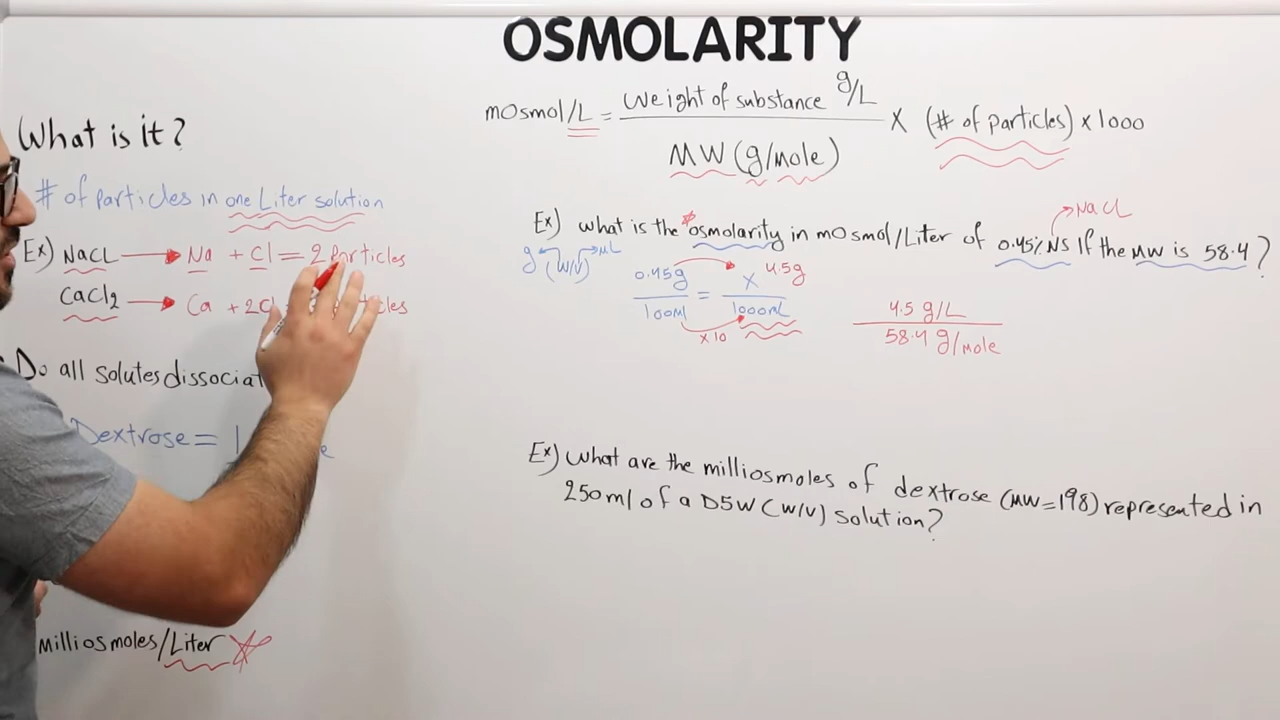 OSMOLARITY
What is it?
# of particles in one Liter solution
Ex) NaCL → Na + Cl = 2 Particles
CaCl2 → Ca + 2Cl
Do all solutes
Dextrose = 1
milliosmoles/Liter
mOsmol/L = Weight of substance g/L X (# of particles) x 1000
MW (g/mole)
NaCL
Ex) what is the *osmolarity in mOsmol/Liter of 0.45% NS If the MW is 58.4?
g (W/V) mL
0.45g = X 4.5g
100ml 1000ml
x10
4.5 g/L
58.4 g/mole
Ex) What are the milliosmoles of dextrose (MW=198) represented in
250ml of a D5W (W/V) solution?